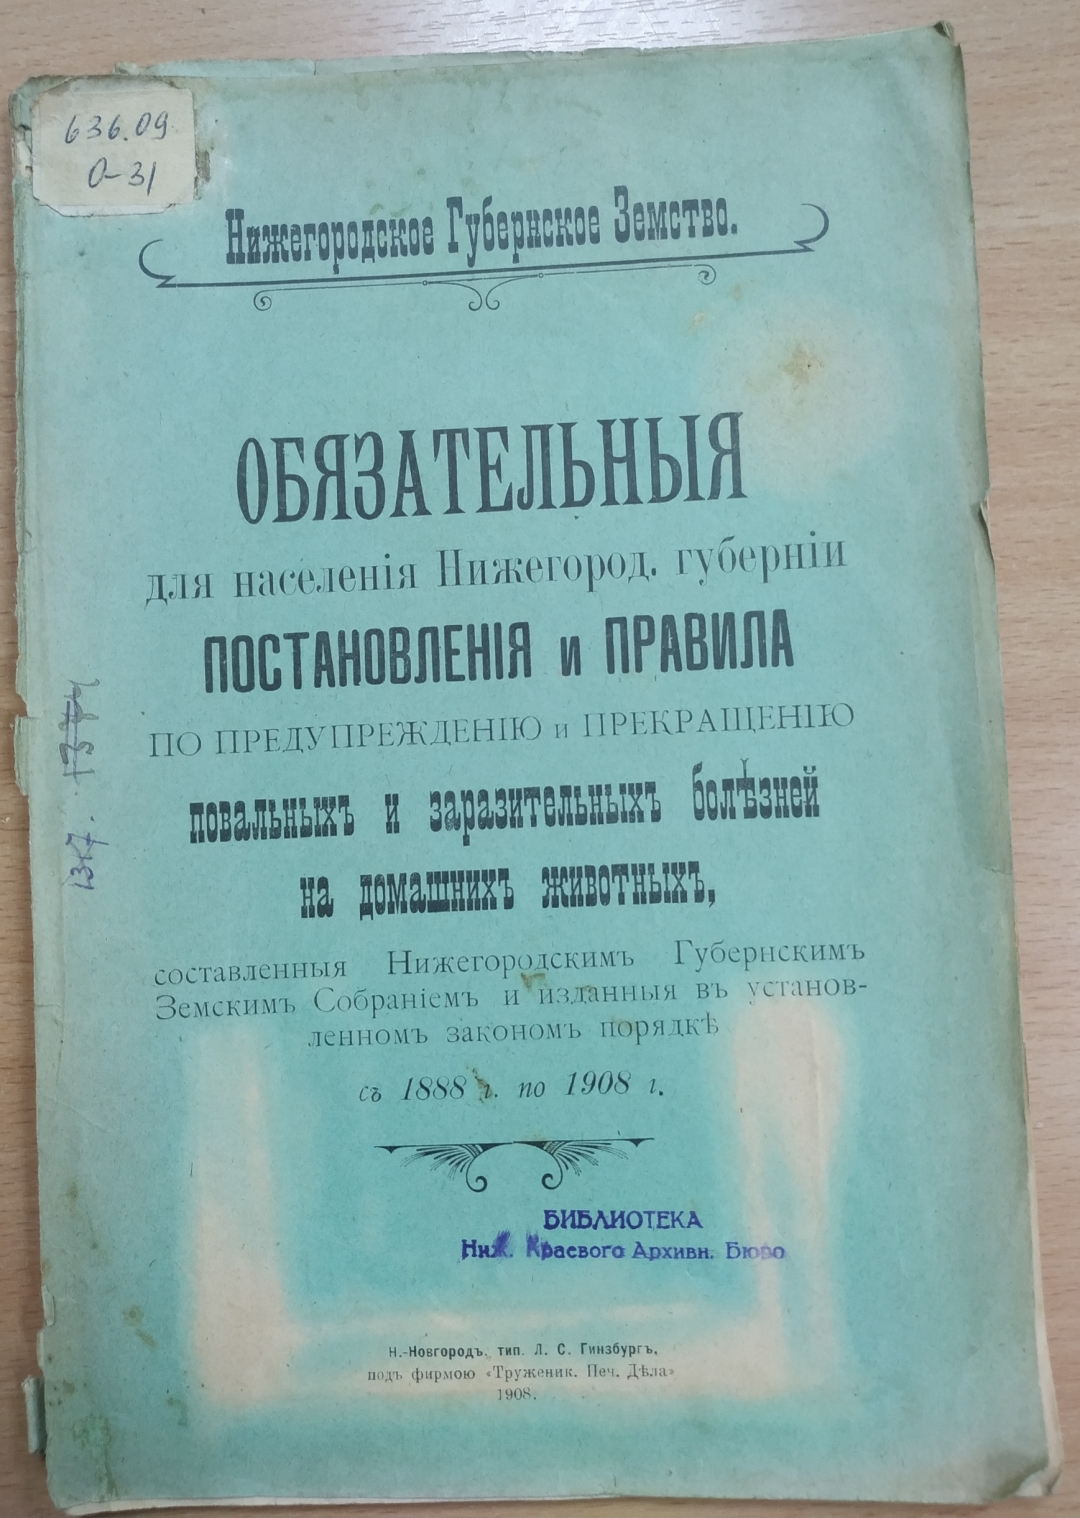 636.09
О-31
Нижегородское Губернское Земство.
ОБЯЗАТЕЛЬНЫЯ
для населенія Нижегород. губерніи
ПОСТАНОВЛЕНІЯ и ПРАВИЛА
ПО ПРЕДУПРЕЖДЕНІЮ и ПРЕКРАЩЕНІЮ
повальныхъ и заразительныхъ болѣзней
на домашнихъ животныхъ,
составленныя Нижегородскимъ Губернскимъ
Земскимъ Собраніемъ и изданныя въ установ-
ленномъ закономъ порядкѣ
съ 1888 г. по 1908 г.
БИБЛИОТЕКА
Ниж. Краевого Архивн. Бюро
Н.-Новгородъ, тип. Л. С. Гинзбургъ,
подъ фирмою «Труженик. Печ. Дѣла»
1908.